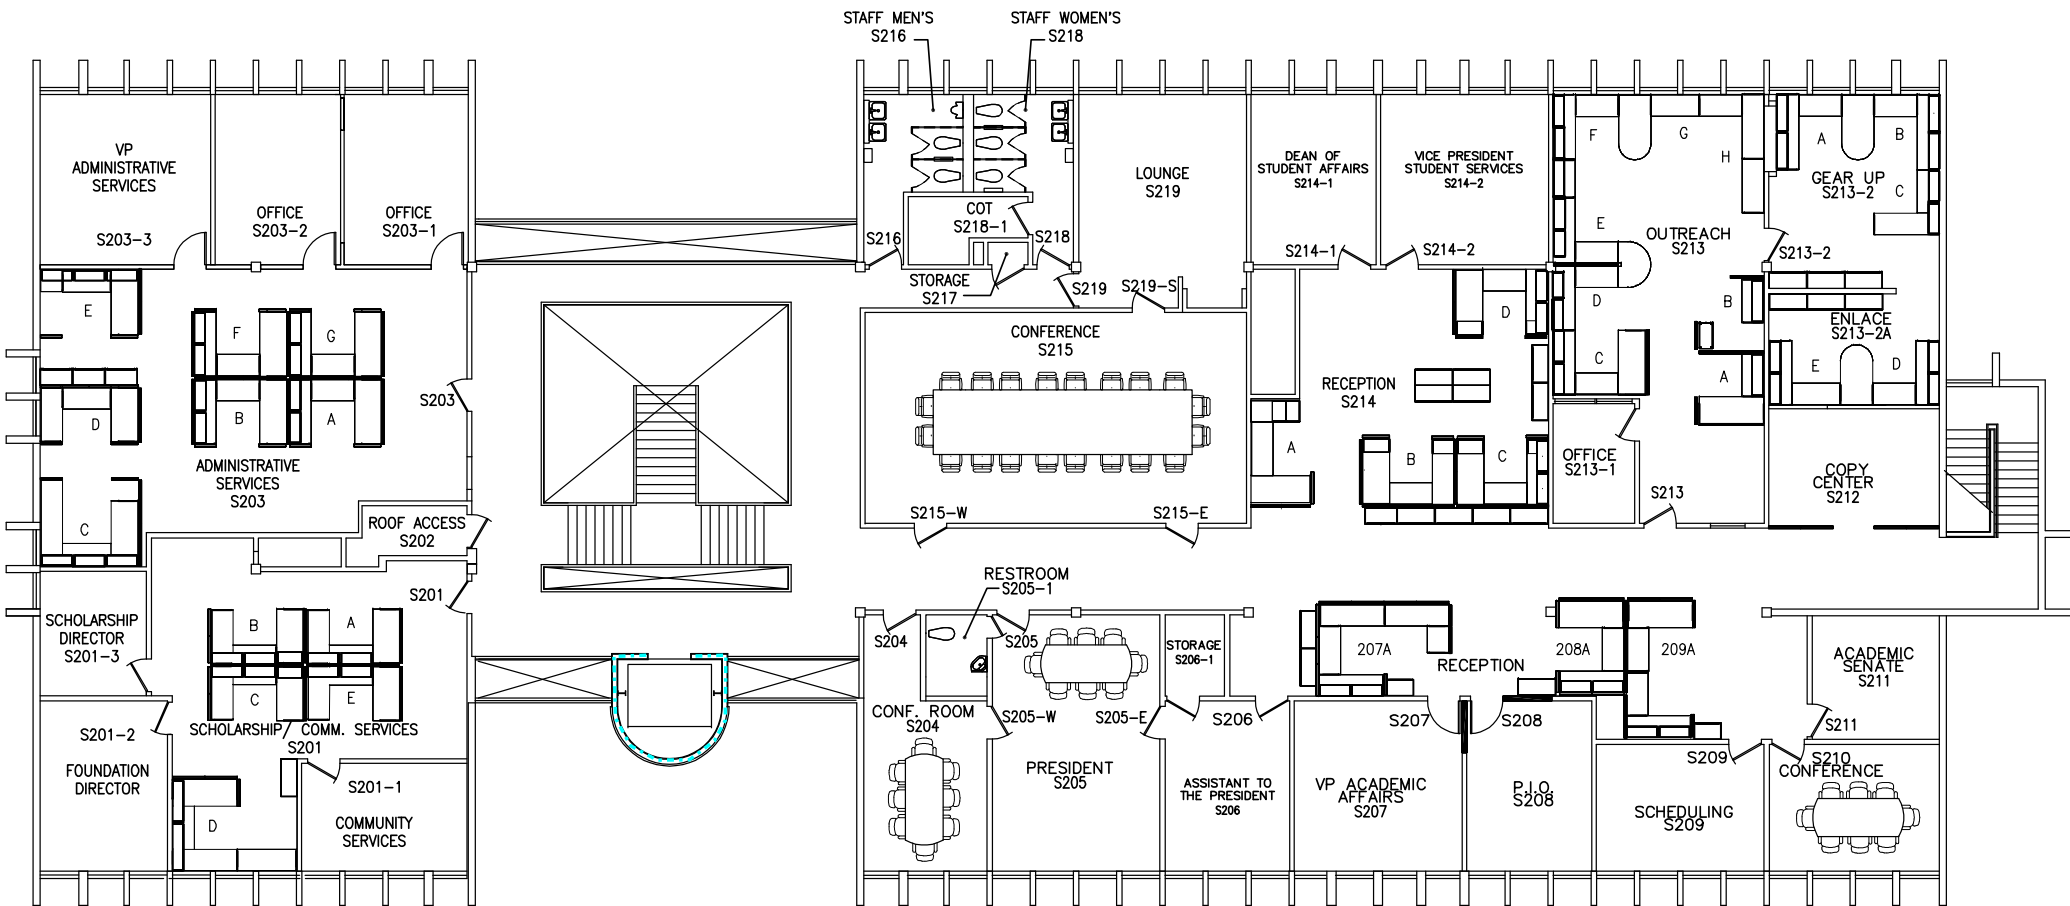 STAFF MEN'S
S216
STAFF WOMEN'S
S218
VP
ADMINISTRATIVE
SERVICES
S203-3
OFFICE
S203-2
OFFICE
S203-1
S216
COT
S218-1
S218
STORAGE
S217
LOUNGE
S219
S219
S219-S
DEAN OF
STUDENT AFFAIRS
S214-1
S214-1
VICE PRESIDENT
STUDENT SERVICES
S214-2
S214-2
F
G
H
E
OUTREACH
S213
D
B
C
A
A
B
GEAR UP
S213-2
C
S213-2
ENLACE
S213-2A
E
D
E
F
G
D
B
A
S203
ADMINISTRATIVE
SERVICES
S203
C
ROOF ACCESS
S202
CONFERENCE
S215
S215-W
S215-E
RECEPTION
S214
D
A
B
C
OFFICE
S213-1
S213
COPY
CENTER
S212
S201
SCHOLARSHIP
DIRECTOR
S201-3
B
A
C
E
SCHOLARSHIP/ COMM. SERVICES
S201
S201-2
FOUNDATION
DIRECTOR
D
S201-1
COMMUNITY
SERVICES
RESTROOM
S205-1
S204
S205
CONF. ROOM
S204
S205-W
S205-E
PRESIDENT
S205
STORAGE
S206-1
S206
ASSISTANT TO
THE PRESIDENT
S206
207A
RECEPTION
208A
209A
S207
S208
VP ACADEMIC
AFFAIRS
S207
P.I.O.
S208
S209
SCHEDULING
S209
ACADEMIC
SENATE
S211
S211
S210
CONFERENCE